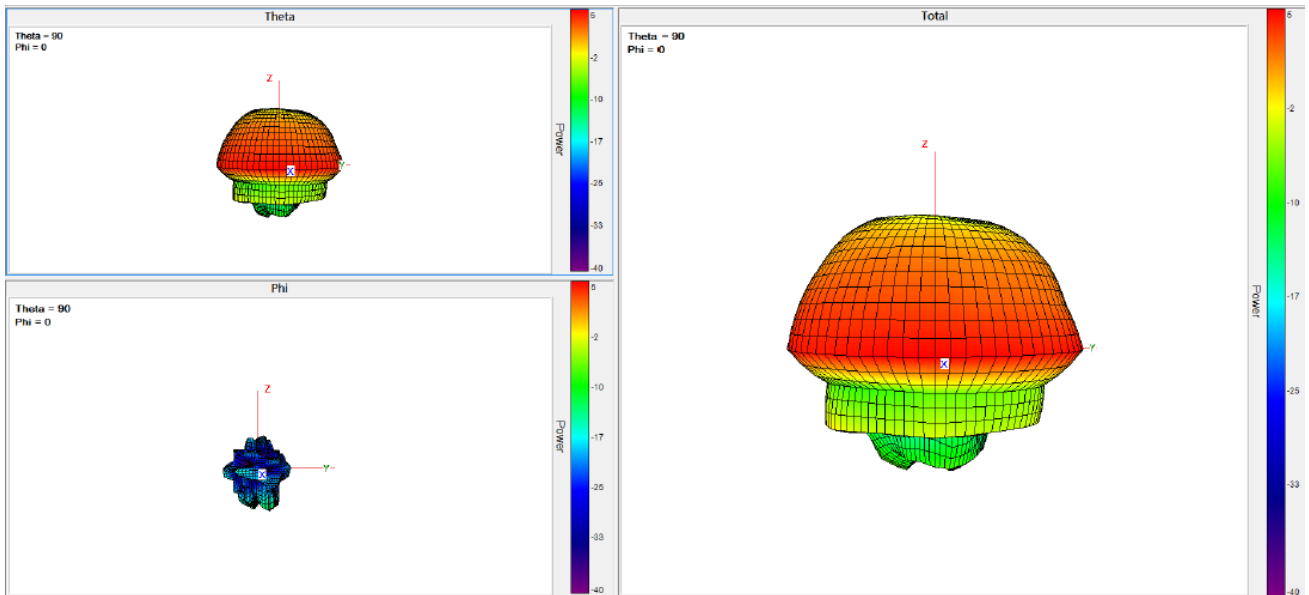 Theta
Theta = 90
Phi = 0
Z
X
Y
5
-2
-10
-17
-25
-33
-40
Power
Phi
Theta = 90
Phi = 0
Z
X
Y
5
-2
-10
-17
-25
-33
-40
Power
Total
Theta = 90
Phi = 0
Z
X
Y
5
-2
-10
-17
-25
-33
-40
Power